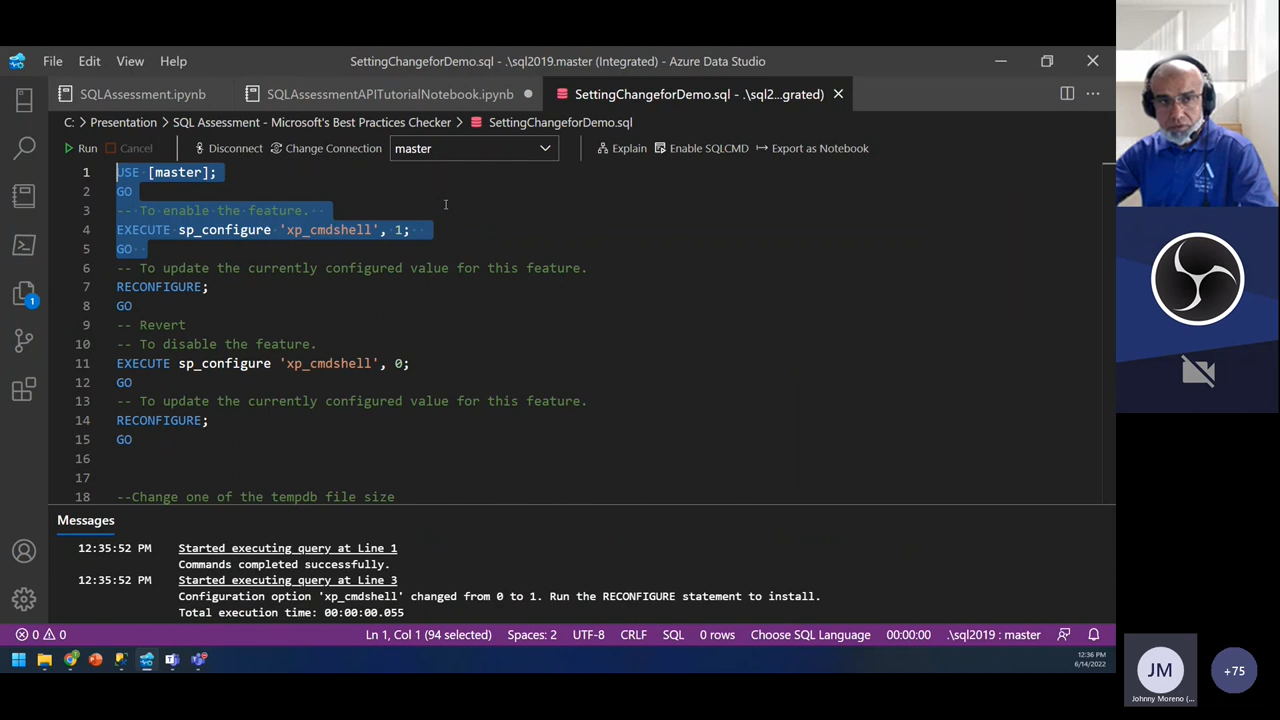 File Edit View Help
SettingChangeforDemo.sql - .\sql2019.master (Integrated) - Azure Data Studio
SQLAssessment.ipynb
SQLAssessmentAPITutorialNotebook.ipynb
SettingChangeforDemo.sql - .\sql2...grated)
C: > Presentation > SQL Assessment - Microsoft's Best Practices Checker > SettingChangeforDemo.sql
Run Cancel Disconnect Change Connection master Explain Enable SQLCMD Export as Notebook
1 USE [master];
2 GO
3 -- To enable the feature.
4 EXECUTE sp_configure 'xp_cmdshell', 1;
5 GO
6 -- To update the currently configured value for this feature.
7 RECONFIGURE;
8 GO
9 -- Revert
10 -- To disable the feature.
11 EXECUTE sp_configure 'xp_cmdshell', 0;
12 GO
13 -- To update the currently configured value for this feature.
14 RECONFIGURE;
15 GO
16
17
18 --Change one of the tempdb file size
1
Messages
12:35:52 PM Started executing query at Line 1
Commands completed successfully.
12:35:52 PM Started executing query at Line 3
Configuration option 'xp_cmdshell' changed from 0 to 1. Run the RECONFIGURE statement to install.
Total execution time: 00:00:00.055
0 0 Ln 1, Col 1 (94 selected) Spaces: 2 UTF-8 CRLF SQL 0 rows Choose SQL Language 00:00:00 .\sql2019 : master
12:36 PM
6/14/2022
JM
Johnny Moreno (...
+75